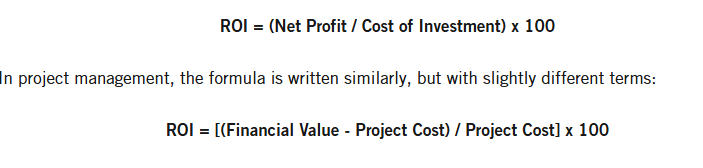 ROI = (Net Profit / Cost of Investment) x 100
In project management, the formula is written similarly, but with slightly different terms:
ROI = [(Financial Value - Project Cost) / Project Cost] x 100